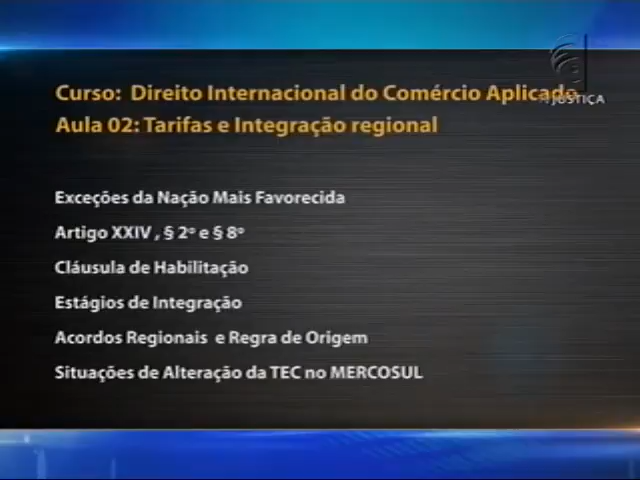 Curso: Direito Internacional do Comércio Aplicado
Aula 02: Tarifas e Integração regional
JUSTIÇA
Exceções da Nação Mais Favorecida
Artigo XXIV , § 2º e § 8º
Cláusula de Habilitação
Estágios de Integração
Acordos Regionais e Regra de Origem
Situações de Alteração da TEC no MERCOSUL